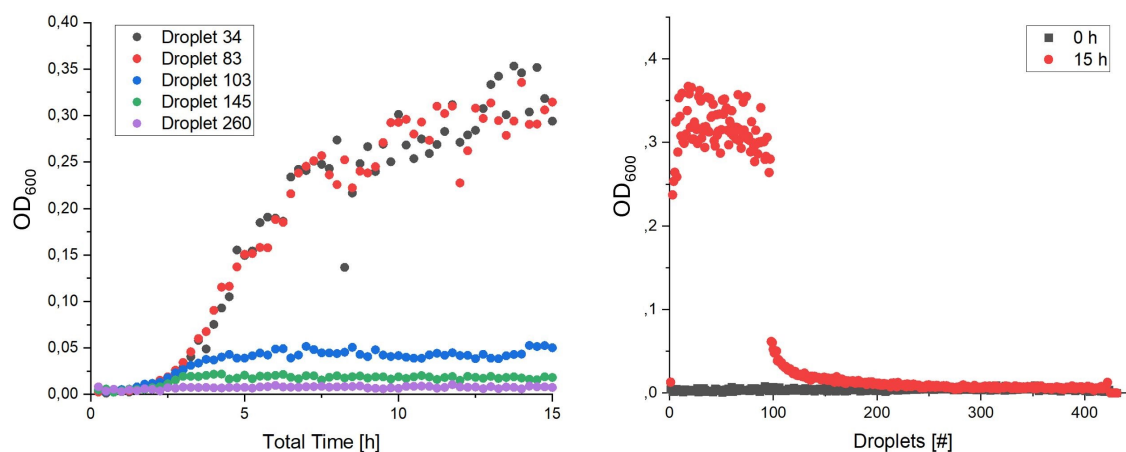 0,40
0,35
0,30
0,25
0,20
0,15
0,10
0,05
0,00
OD600
Droplet 34
Droplet 83
Droplet 103
Droplet 145
Droplet 260
0
5
10
15
Total Time [h]
,4
,3
,2
,1
,0
OD600
0 h
15 h
0
100
200
300
400
Droplets [#]